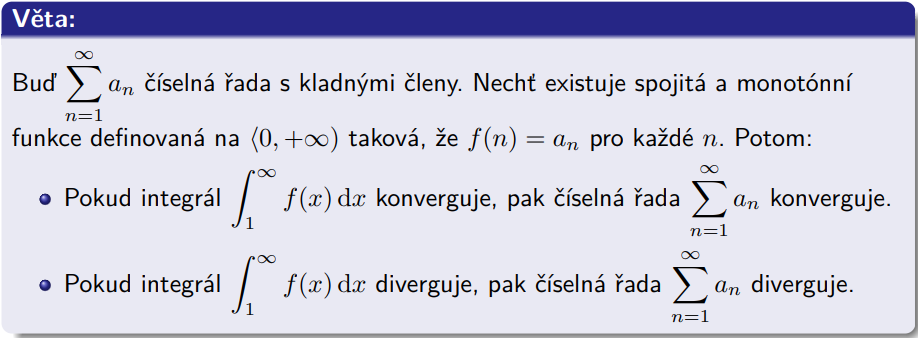 Věta:
Buď $\sum_{n=1}^{\infty} a_n$ číselná řada s kladnými členy. Nechť existuje spojitá a monotónní
funkce definovaná na $\langle 0, +\infty)$ taková, že $f(n) = a_n$ pro každé $n$. Potom:
Pokud integrál $\int_1^{\infty} f(x)\,\mathrm{d}x$ konverguje, pak číselná řada $\sum_{n=1}^{\infty} a_n$ konverguje.
Pokud integrál $\int_1^{\infty} f(x)\,\mathrm{d}x$ diverguje, pak číselná řada $\sum_{n=1}^{\infty} a_n$ diverguje.